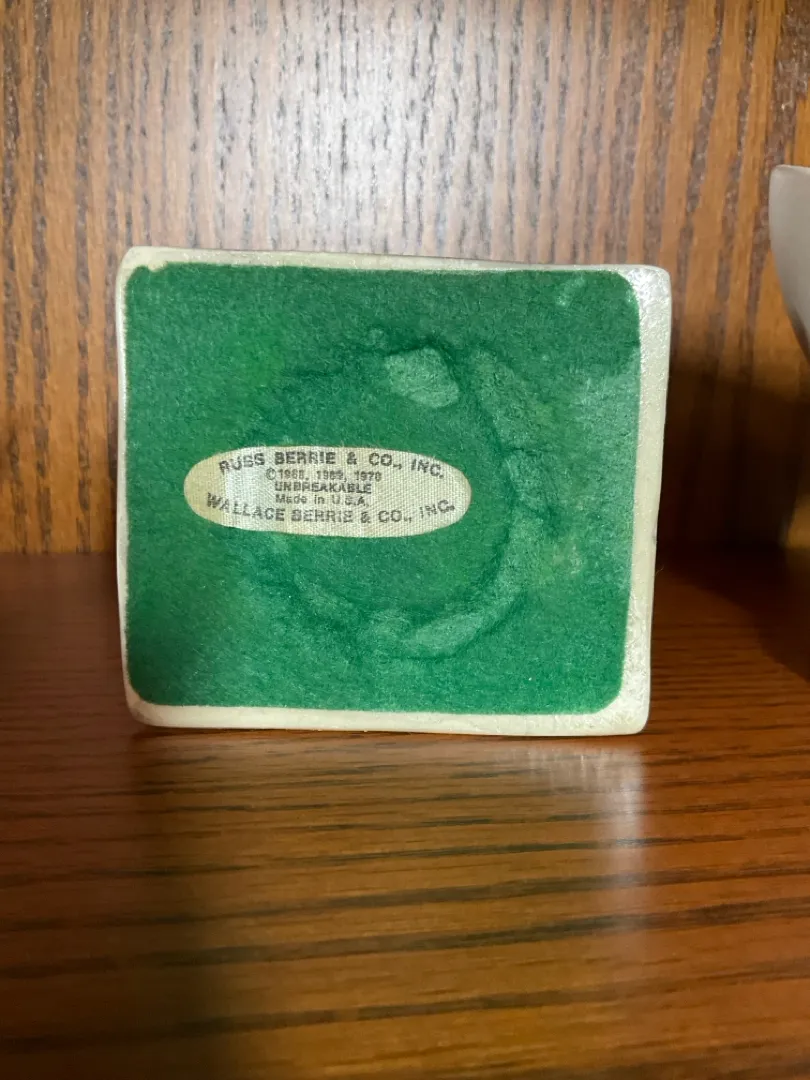 RUSS BERRIE & CO., INC.
©1968, 1969, 1970
UNBREAKABLE
Made in U.S.A.
WALLACE BERRIE & CO., INC.